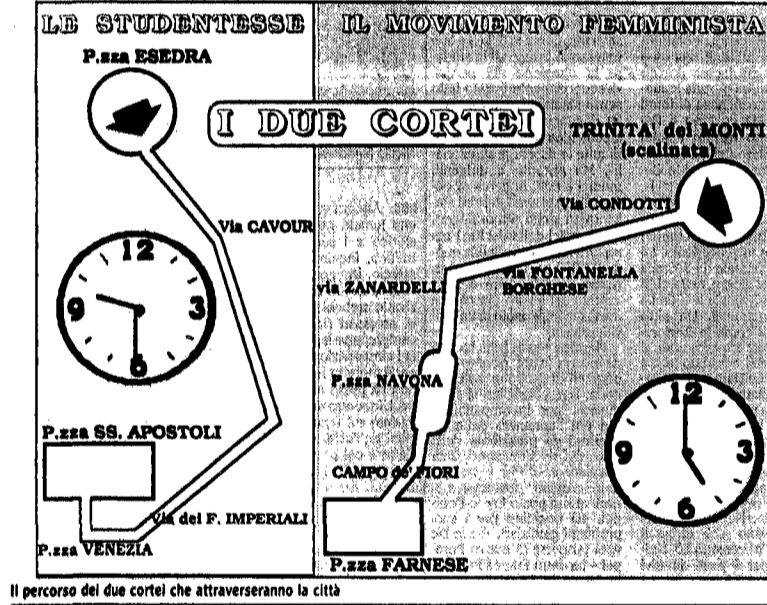 LE STUDENTESSE
P.zza ESEDRA
Via CAVOUR
12
9
3
6
P.zza SS. APOSTOLI
Via dei F. IMPERIALI
P.zza VENEZIA
I DUE CORTEI
IL MOVIMENTO FEMMINISTA
TRINITA' dei MONTI
(scalinata)
Via CONDOTTI
via ZANARDELLI
via FONTANELLA
BORGHESE
P.zza NAVONA
12
9
3
6
CAMPO de' FIORI
P.zza FARNESE
Il percorso dei due cortei che attraverseranno la città